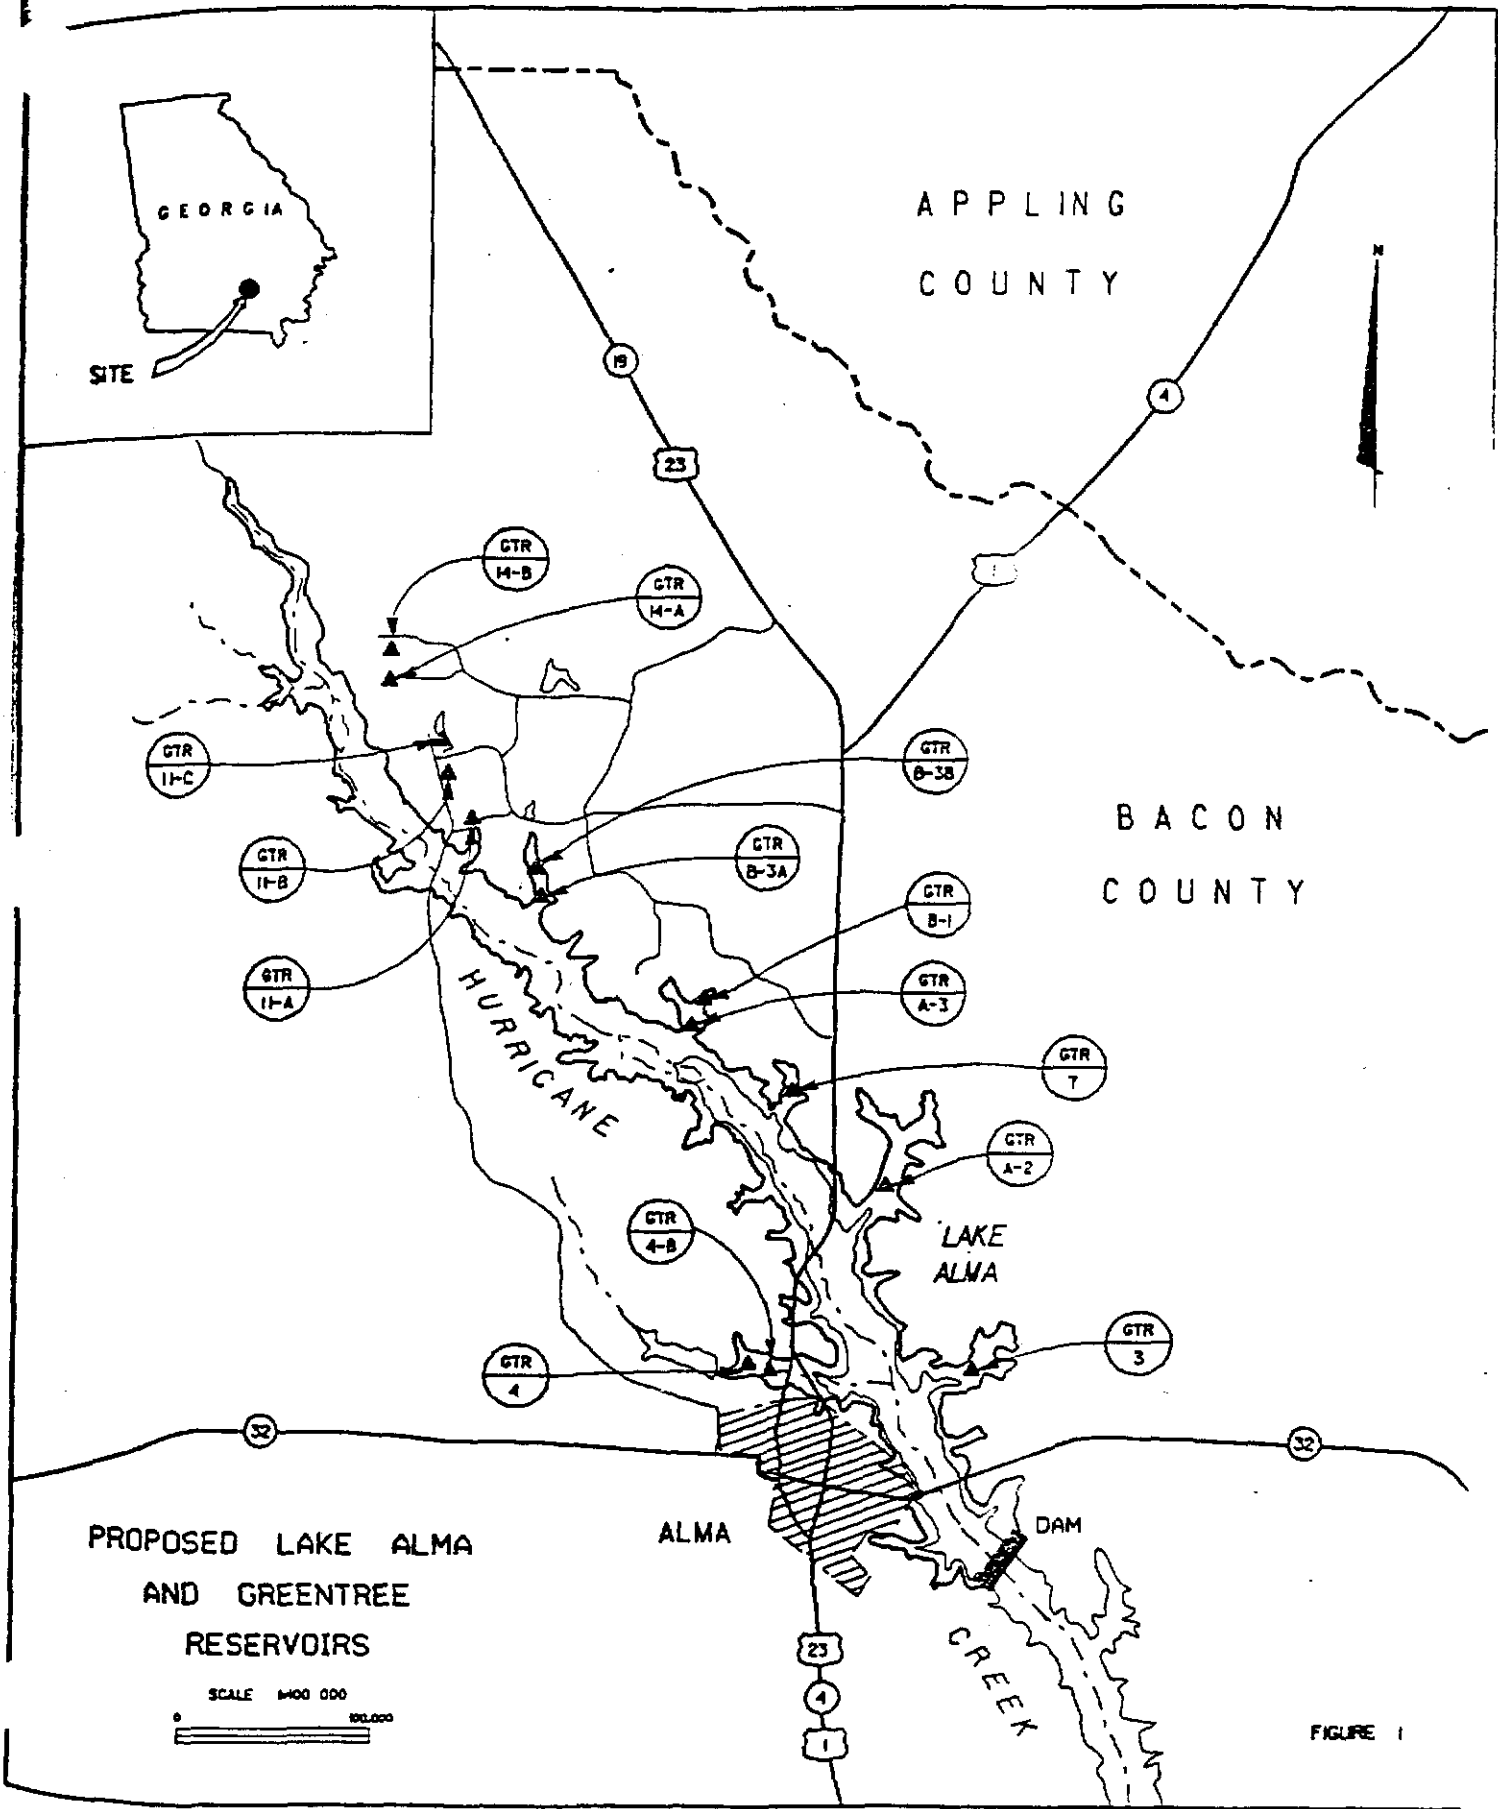 GEORGIA
SITE
APPLING
COUNTY
N
19
4
23
1
GTR
14-B
GTR
14-A
GTR
11-C
GTR
B-3B
BACON
COUNTY
GTR
11-B
GTR
B-3A
GTR
B-1
GTR
11-A
GTR
A-3
HURRICANE
GTR
7
GTR
A-2
GTR
4-B
LAKE
ALMA
GTR
3
GTR
4
32
32
PROPOSED LAKE ALMA
AND GREENTREE
RESERVOIRS
ALMA
DAM
CREEK
23
4
1
SCALE
0
100,000
FIGURE 1